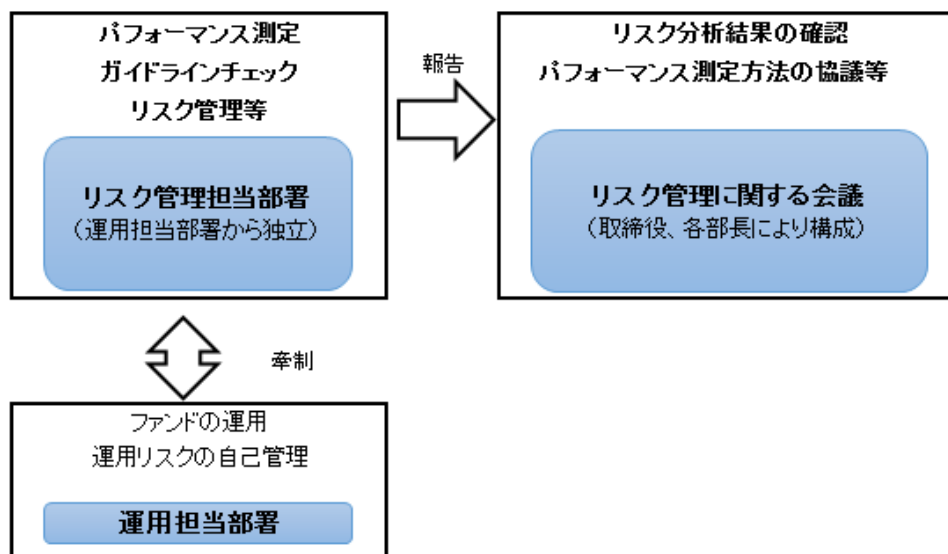 パフォーマンス測定
ガイドラインチェック
リスク管理等
リスク管理担当部署
（運用担当部署から独立）
報告
リスク分析結果の確認
パフォーマンス測定方法の協議等
リスク管理に関する会議
（取締役、各部長により構成）
牽制
ファンドの運用
運用リスクの自己管理
運用担当部署